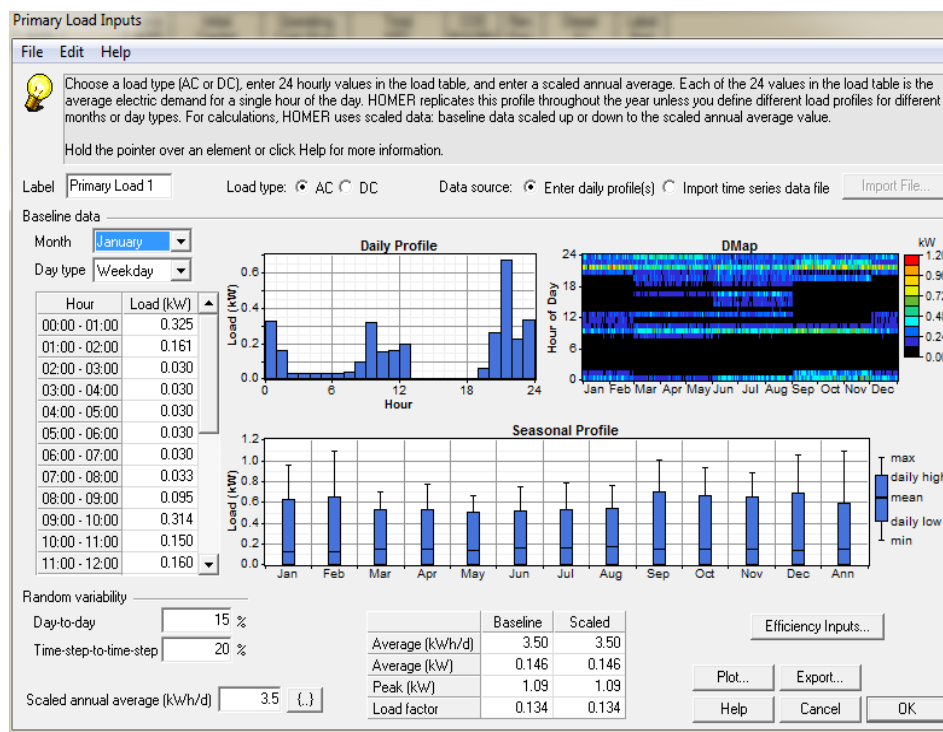 Primary Load Inputs
File Edit Help
Choose a load type (AC or DC), enter 24 hourly values in the load table, and enter a scaled annual average. Each of the 24 values in the load table is the
average electric demand for a single hour of the day. HOMER replicates this profile throughout the year unless you define different load profiles for different
months or day types. For calculations, HOMER uses scaled data: baseline data scaled up or down to the scaled annual average value.
Hold the pointer over an element or click Help for more information.
Label Primary Load 1 Load type: AC DC Data source: Enter daily profile(s) Import time series data file Import File...
Baseline data
Month January
Day type Weekday
Hour Load (kW)
00:00 - 01:00 0.325
01:00 - 02:00 0.161
02:00 - 03:00 0.030
03:00 - 04:00 0.030
04:00 - 05:00 0.030
05:00 - 06:00 0.030
06:00 - 07:00 0.030
07:00 - 08:00 0.033
08:00 - 09:00 0.095
09:00 - 10:00 0.314
10:00 - 11:00 0.150
11:00 - 12:00 0.160
Daily Profile
Load (kW)
0.6
0.4
0.2
0.0
0 6 12 18 24
Hour
DMap
Hour of Day
24
18
12
6
0
Jan Feb Mar Apr May Jun Jul Aug Sep Oct Nov Dec
kW
0.24
Seasonal Profile
Load (kW)
1.2
1.0
0.8
0.6
0.4
0.2
0.0
Jan Feb Mar Apr May Jun Jul Aug Sep Oct Nov Dec Ann
max
daily high
mean
daily low
min
Random variability
Day-to-day 15 %
Time-step-to-time-step 20 %
Scaled annual average (kWh/d) 3.5 {..}
Baseline Scaled
Average (kWh/d) 3.50 3.50
Average (kW) 0.146 0.146
Peak (kW) 1.09 1.09
Load factor 0.134 0.134
Efficiency Inputs...
Plot... Export...
Help Cancel OK